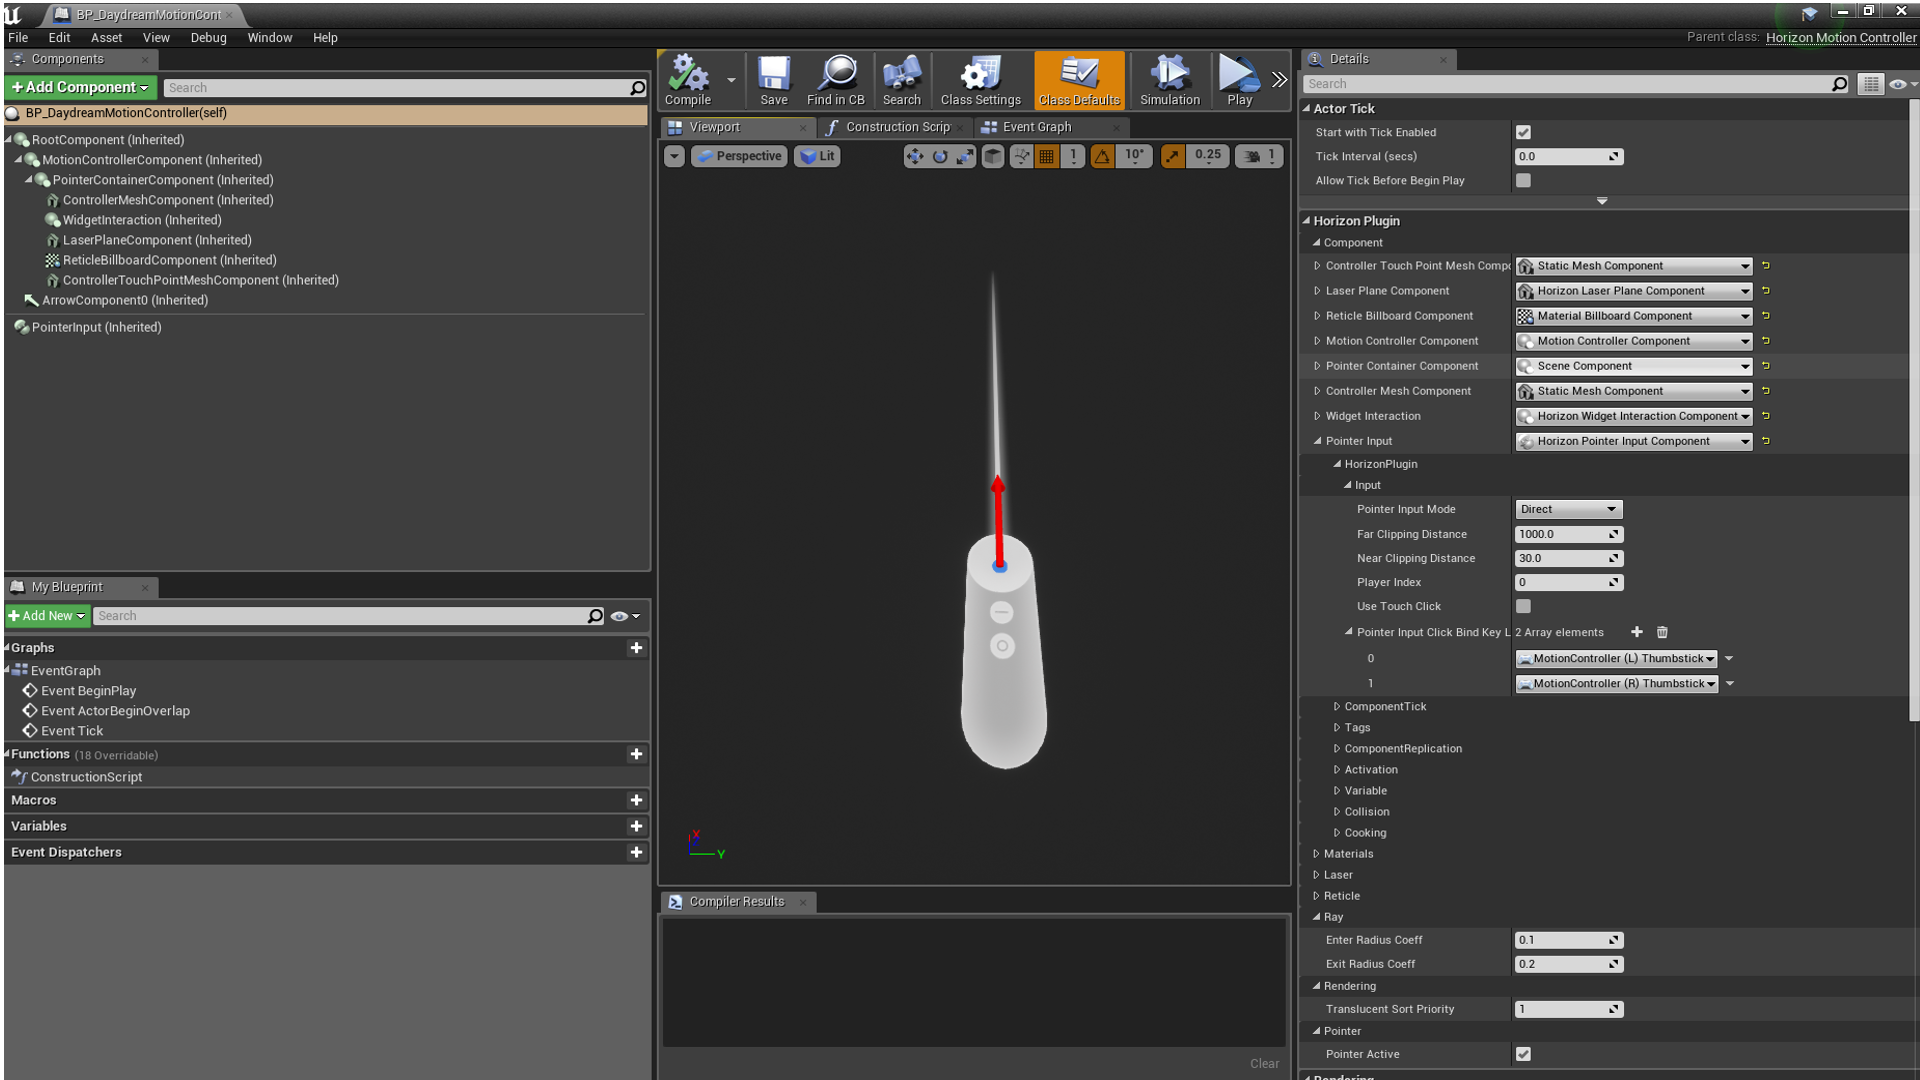 BP_DaydreamMotionCont
File Edit Asset View Debug Window Help
Parent class: Horizon Motion Controller
Components
+Add Component
Search
BP_DaydreamMotionController(self)
RootComponent (Inherited)
MotionControllerComponent (Inherited)
PointerContainerComponent (Inherited)
ControllerMeshComponent (Inherited)
WidgetInteraction (Inherited)
LaserPlaneComponent (Inherited)
ReticleBillboardComponent (Inherited)
ControllerTouchPointMeshComponent (Inherited)
ArrowComponent0 (Inherited)
PointerInput (Inherited)
My Blueprint
+Add New
Search
Graphs
EventGraph
Event BeginPlay
Event ActorBeginOverlap
Event Tick
Functions (18 Overridable)
ConstructionScript
Macros
Variables
Event Dispatchers
Compile
Save
Find in CB
Search
Class Settings
Class Defaults
Simulation
Play
Viewport
Construction Scrip
Event Graph
Perspective
Lit
1
10°
0.25
1
X
Y
Compiler Results
Clear
Details
Search
Actor Tick
Start with Tick Enabled
Tick Interval (secs) 0.0
Allow Tick Before Begin Play
Horizon Plugin
Component
Controller Touch Point Mesh Compo Static Mesh Component
Laser Plane Component Horizon Laser Plane Component
Reticle Billboard Component Material Billboard Component
Motion Controller Component Motion Controller Component
Pointer Container Component Scene Component
Controller Mesh Component Static Mesh Component
Widget Interaction Horizon Widget Interaction Component
Pointer Input Horizon Pointer Input Component
HorizonPlugin
Input
Pointer Input Mode Direct
Far Clipping Distance 1000.0
Near Clipping Distance 30.0
Player Index 0
Use Touch Click
Pointer Input Click Bind Key L 2 Array elements
0 MotionController (L) Thumbstick
1 MotionController (R) Thumbstick
ComponentTick
Tags
ComponentReplication
Activation
Variable
Collision
Cooking
Materials
Laser
Reticle
Ray
Enter Radius Coeff 0.1
Exit Radius Coeff 0.2
Rendering
Translucent Sort Priority 1
Pointer
Pointer Active
Rendering